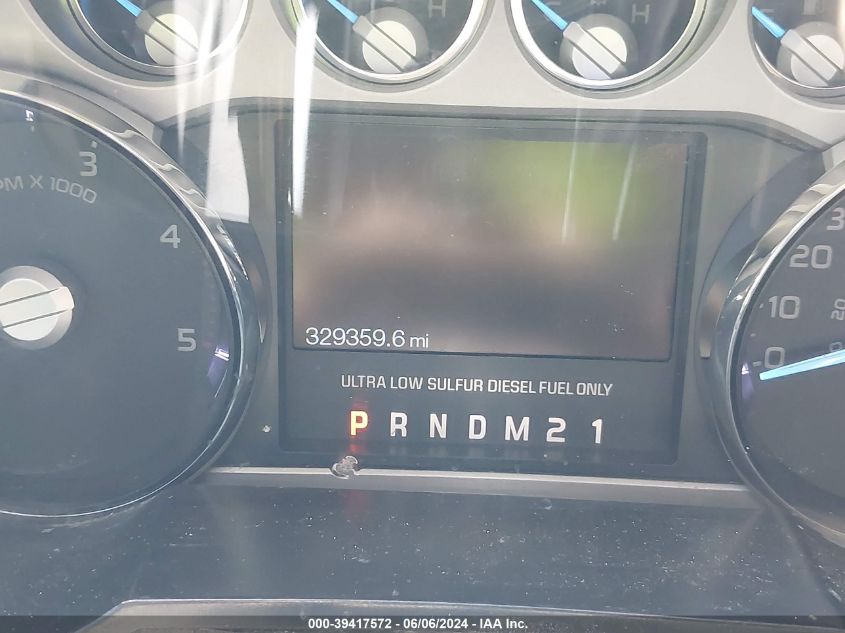 H
H
3
PM X 1000
4
5
329359.6 mi
ULTRA LOW SULFUR DIESEL FUEL ONLY
P R N D M 2 1
20
10
0
20
000-39417572 - 06/06/2024 - IAA Inc.